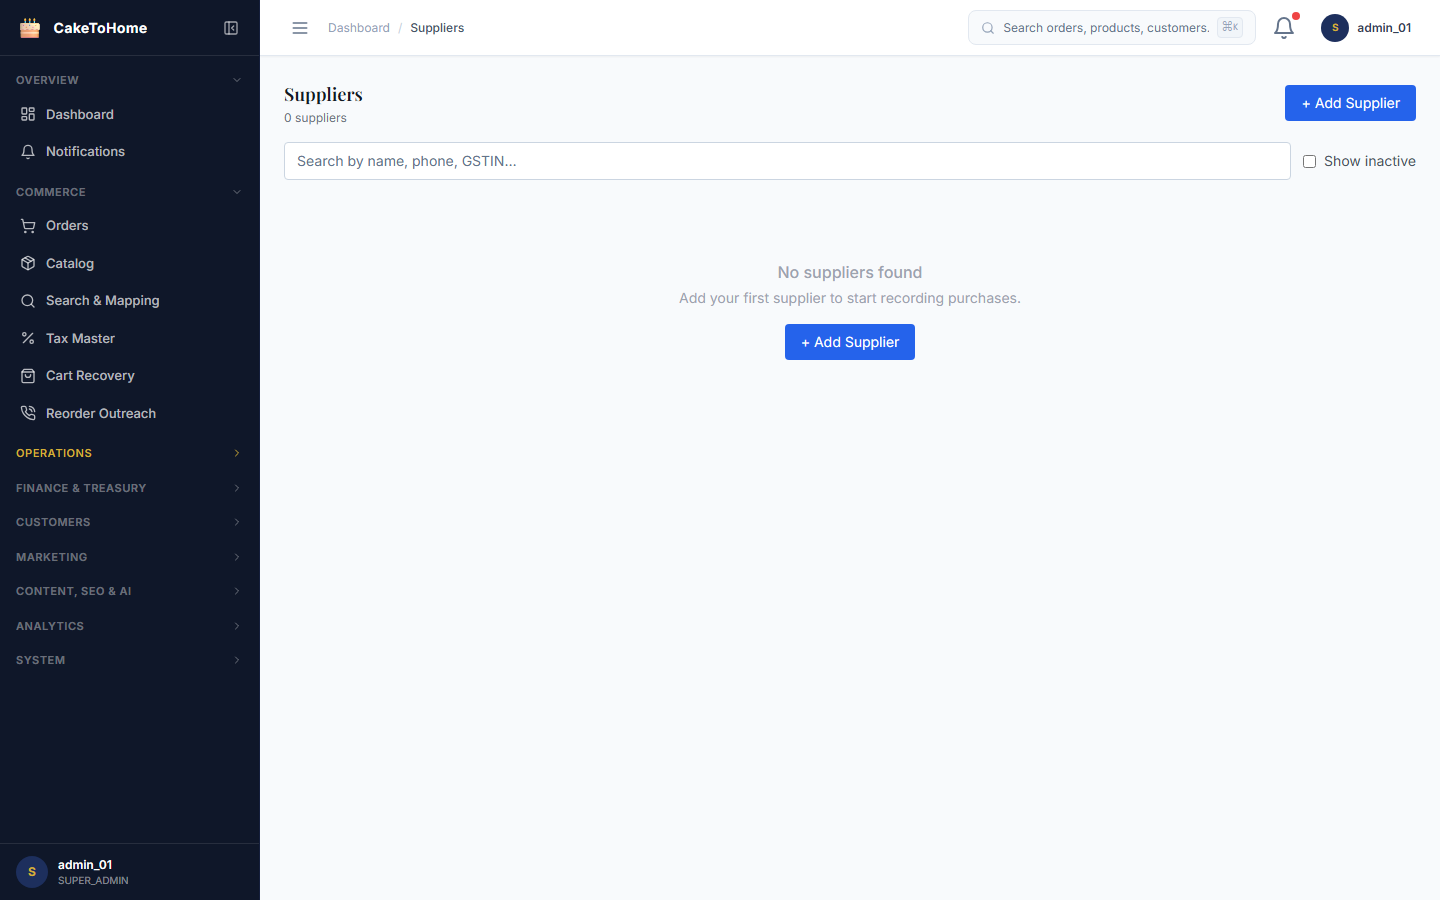 CakeToHome
OVERVIEW
Dashboard
Notifications
COMMERCE
Orders
Catalog
Search & Mapping
Tax Master
Cart Recovery
Reorder Outreach
OPERATIONS
FINANCE & TREASURY
CUSTOMERS
MARKETING
CONTENT, SEO & AI
ANALYTICS
SYSTEM
S admin_01
SUPER_ADMIN
Dashboard / Suppliers
Search orders, products, customers. ⌘K
S admin_01
Suppliers
0 suppliers
+ Add Supplier
Search by name, phone, GSTIN...
Show inactive
No suppliers found
Add your first supplier to start recording purchases.
+ Add Supplier